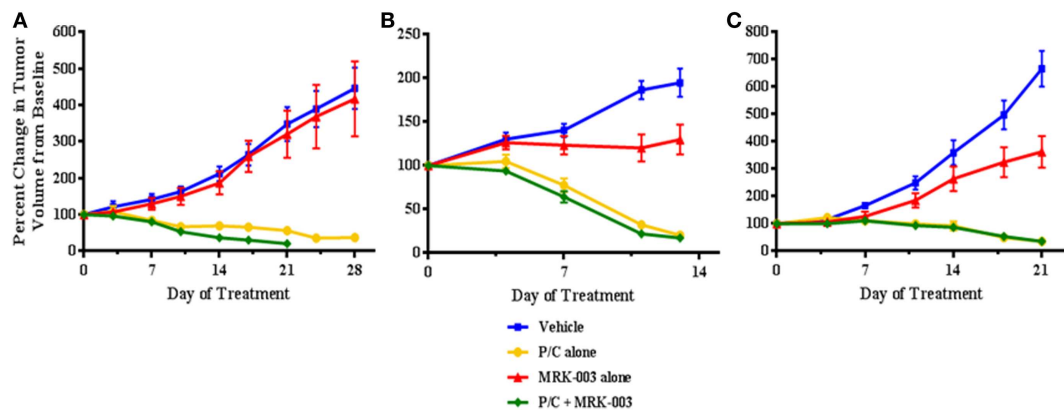 A
B
C
Percent Change in Tumor
Volume from Baseline
600
500
400
300
200
100
0
0
7
14
21
28
Day of Treatment
250
200
150
100
50
0
0
7
14
Day of Treatment
800
700
600
500
400
300
200
100
0
0
7
14
21
Day of Treatment
Vehicle
P/C alone
MRK-003 alone
P/C + MRK-003